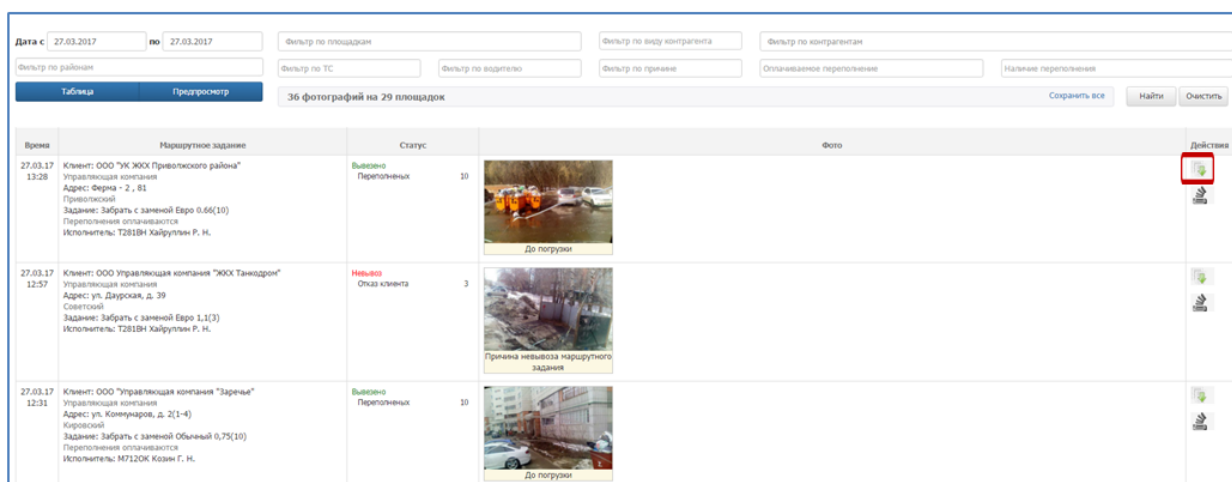 Дата с 27.03.2017 по 27.03.2017 Фильтр по площадкам Фильтр по виду контрагента Фильтр по контрагентам
Фильтр по районам Фильтр по ТС Фильтр по водителю Фильтр по причине Оплачиваемое переполнение Наличие переполнения
Таблица Предпросмотр 36 фотографий на 29 площадок Сохранить все Найти Очистить
Время Маршрутное задание Статус Фото Действия
27.03.17 Клиент: ООО "УК ЖКХ Приволжского района" Вывезено
13:28 Управляющая компания Переполненых 10
Адрес: Ферма - 2 , 81
Приволжский
Задание: Забрать с заменой Евро 0.66(10)
Переполнения оплачиваются
Исполнитель: Т281ВН Хайруллин Р. Н.
До погрузки
27.03.17 Клиент: ООО Управляющая компания "ЖКХ Танкодром" Невывоз
12:57 Управляющая компания Отказ клиента 3
Адрес: ул. Даурская, д. 39
Советский
Задание: Забрать с заменой Евро 1,1(3)
Исполнитель: Т281ВН Хайруллин Р. Н.
Причина невывоза маршрутного
задания
27.03.17 Клиент: ООО "Управляющая компания "Заречье" Вывезено
12:31 Управляющая компания Переполненых 10
Адрес: ул. Коммунаров, д. 2(1-4)
Кировский
Задание: Забрать с заменой Обычный 0,75(10)
Переполнения оплачиваются
Исполнитель: М712ОК Козин Г. Н.
До погрузки